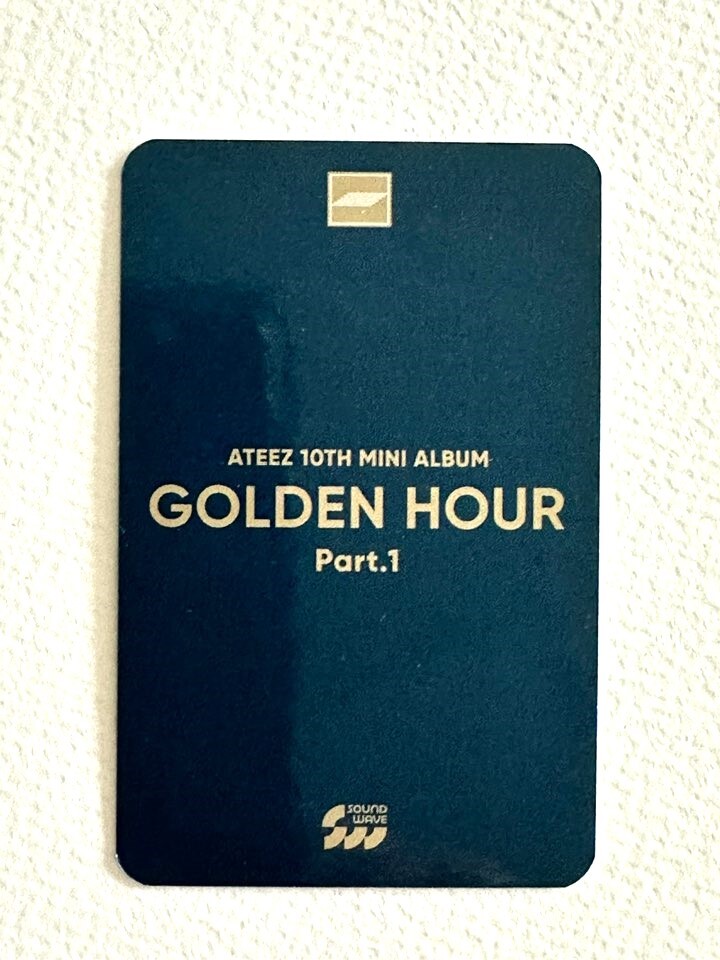 ATEEZ 10TH MINI ALBUM
GOLDEN HOUR
Part.1
SOUND
WAVE